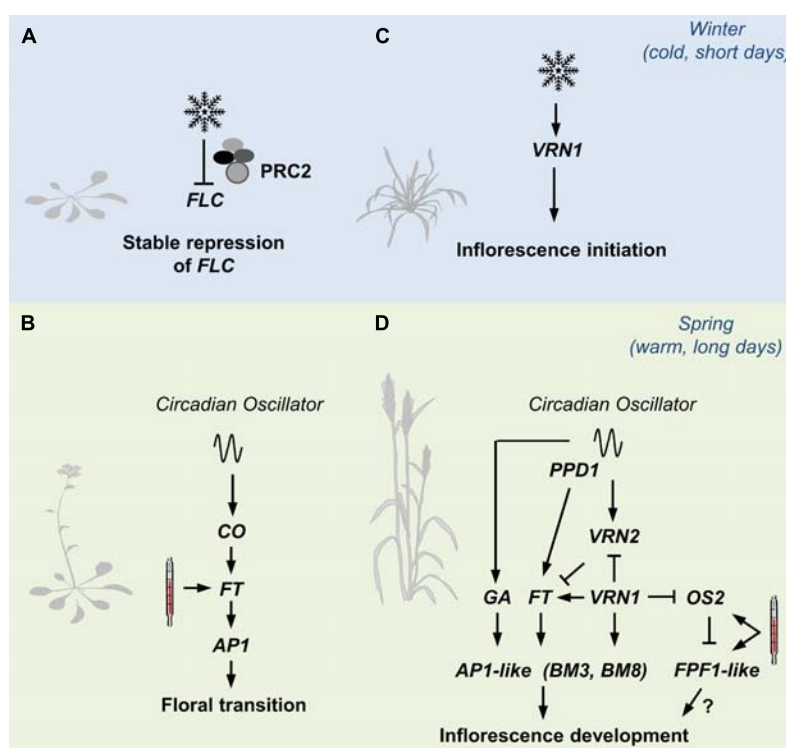 A
C
Winter
(cold, short days)
VRN1
PRC2
FLC
Stable repression
of FLC
Inflorescence initiation
B
D
Spring
(warm, long days)
Circadian Oscillator
CO
FT
AP1
Floral transition
Circadian Oscillator
PPD1
VRN2
GA FT VRN1 OS2
AP1-like (BM3, BM8) FPF1-like
?
Inflorescence development